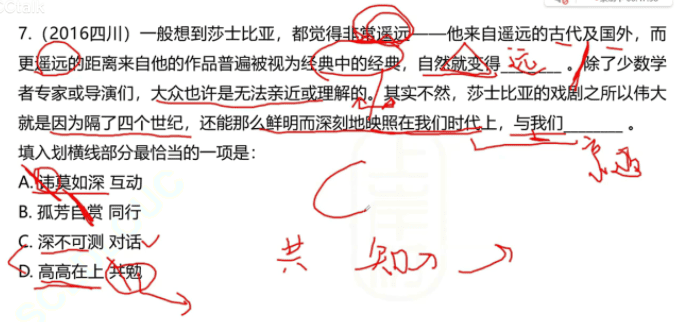 7.（2016四川）一般想到莎士比亚，都觉得非常遥远——他来自遥远的古代及国外，而
更遥远的距离来自他的作品普遍被视为经典中的经典，自然就变得______。除了少数学
远
者专家或导演们，大众也许是无法亲近或理解的。其实不然，莎士比亚的戏剧之所以伟大
就是因为隔了四个世纪，还能那么鲜明而深刻地映照在我们时代上，与我们______。
填入划横线部分最恰当的一项是：
A. 讳莫如深 互动
B. 孤芳自赏 同行
C. 深不可测 对话
D. 高高在上 共勉
C
共